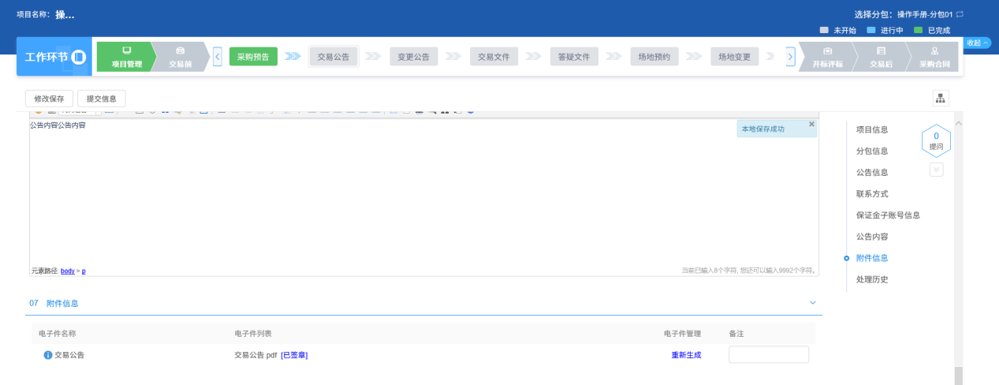 项目名称: 操...
选择分包: 操作手册-分包01
未开始 进行中 已完成
收起
工作环节
项目管理
交易前
采购预告
交易公告
变更公告
交易文件
答疑文件
场地预约
场地变更
开标评标
交易后
采购合同
修改保存
提交信息
公告内容公告内容
本地保存成功
元素路径: body > p
当前已输入8个字符, 您还可以输入9992个字符。
项目信息
分包信息
公告信息
联系方式
保证金子账号信息
公告内容
附件信息
处理历史
0
提问
07 附件信息
电子件名称 电子件列表 电子件管理 备注
交易公告 交易公告.pdf [已签章] 重新生成